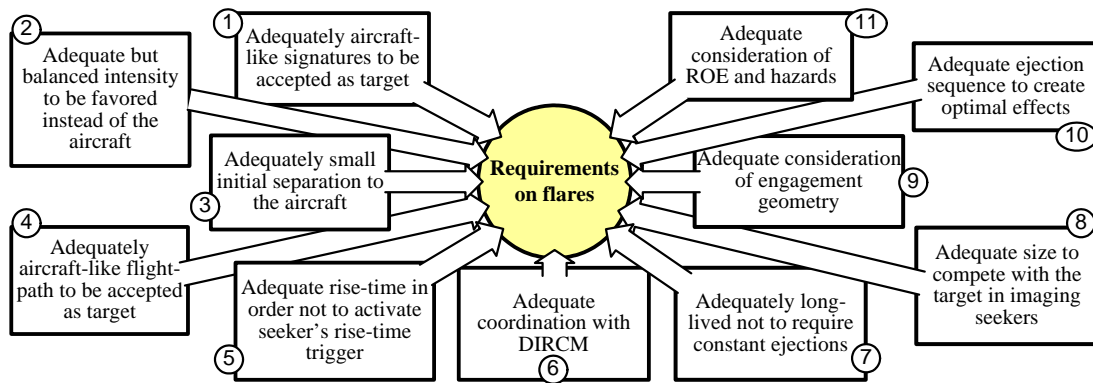 1
Adequately aircraft-
like signatures to be
accepted as target
2
Adequate but
balanced intensity
to be favored
instead of the
aircraft
3
Adequately small
initial separation to
the aircraft
4
Adequately
aircraft-like flight-
path to be accepted
as target
5
Adequate rise-time in
order not to activate
seeker's rise-time
trigger
6
Adequate
coordination with
DIRCM
7
Adequately long-
lived not to require
constant ejections
8
Adequate size to
compete with the
target in imaging
seekers
9
Adequate consideration
of engagement
geometry
10
Adequate ejection
sequence to create
optimal effects
11
Adequate
consideration of
ROE and hazards
Requirements
on flares